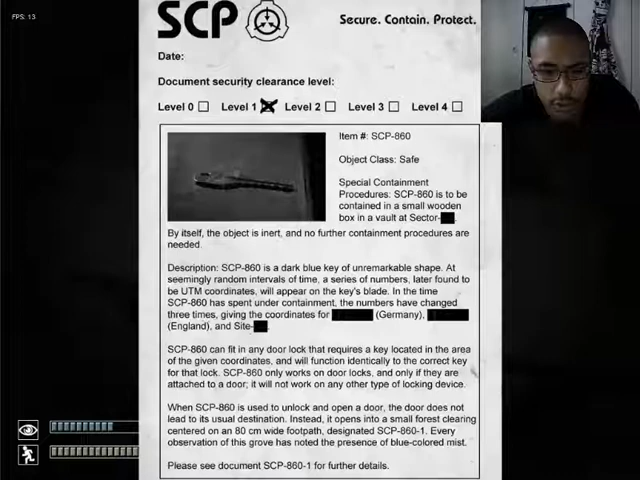 FPS: 13
SCP
Secure. Contain. Protect.
Date:
Document security clearance level:
Level 0 Level 1 Level 2 Level 3 Level 4
Item #: SCP-860
Object Class: Safe
Special Containment
Procedures: SCP-860 is to be
contained in a small wooden
box in a vault at Sector-
By itself, the object is inert, and no further containment procedures are
needed.
Description: SCP-860 is a dark blue key of unremarkable shape. At
seemingly random intervals of time, a series of numbers, later found to
be UTM coordinates, will appear on the key's blade. In the time
SCP-860 has spent under containment, the numbers have changed
three times, giving the coordinates for (Germany),
(England), and Site-
SCP-860 can fit in any door lock that requires a key located in the area
of the given coordinates, and will function identically to the correct key
for that lock. SCP-860 only works on door locks, and only if they are
attached to a door; it will not work on any other type of locking device.
When SCP-860 is used to unlock and open a door, the door does not
lead to its usual destination. Instead, it opens into a small forest clearing
centered on an 80 cm wide footpath, designated SCP-860-1. Every
observation of this grove has noted the presence of blue-colored mist.
Please see document SCP-860-1 for further details.